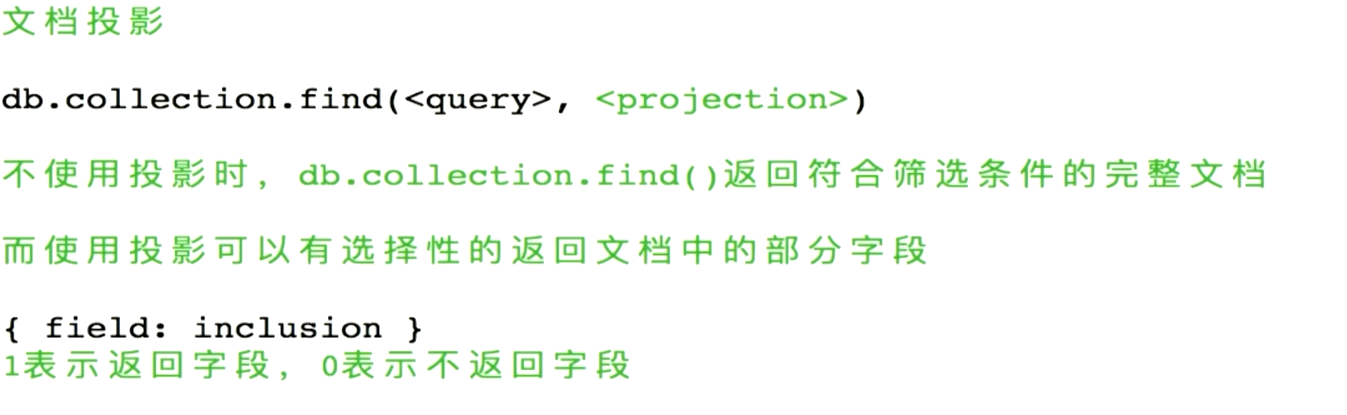 文档投影
db.collection.find(<query>, <projection>)
不使用投影时, db.collection.find()返回符合筛选条件的完整文档
而使用投影可以有选择性的返回文档中的部分字段
{ field: inclusion }
1表示返回字段, 0表示不返回字段